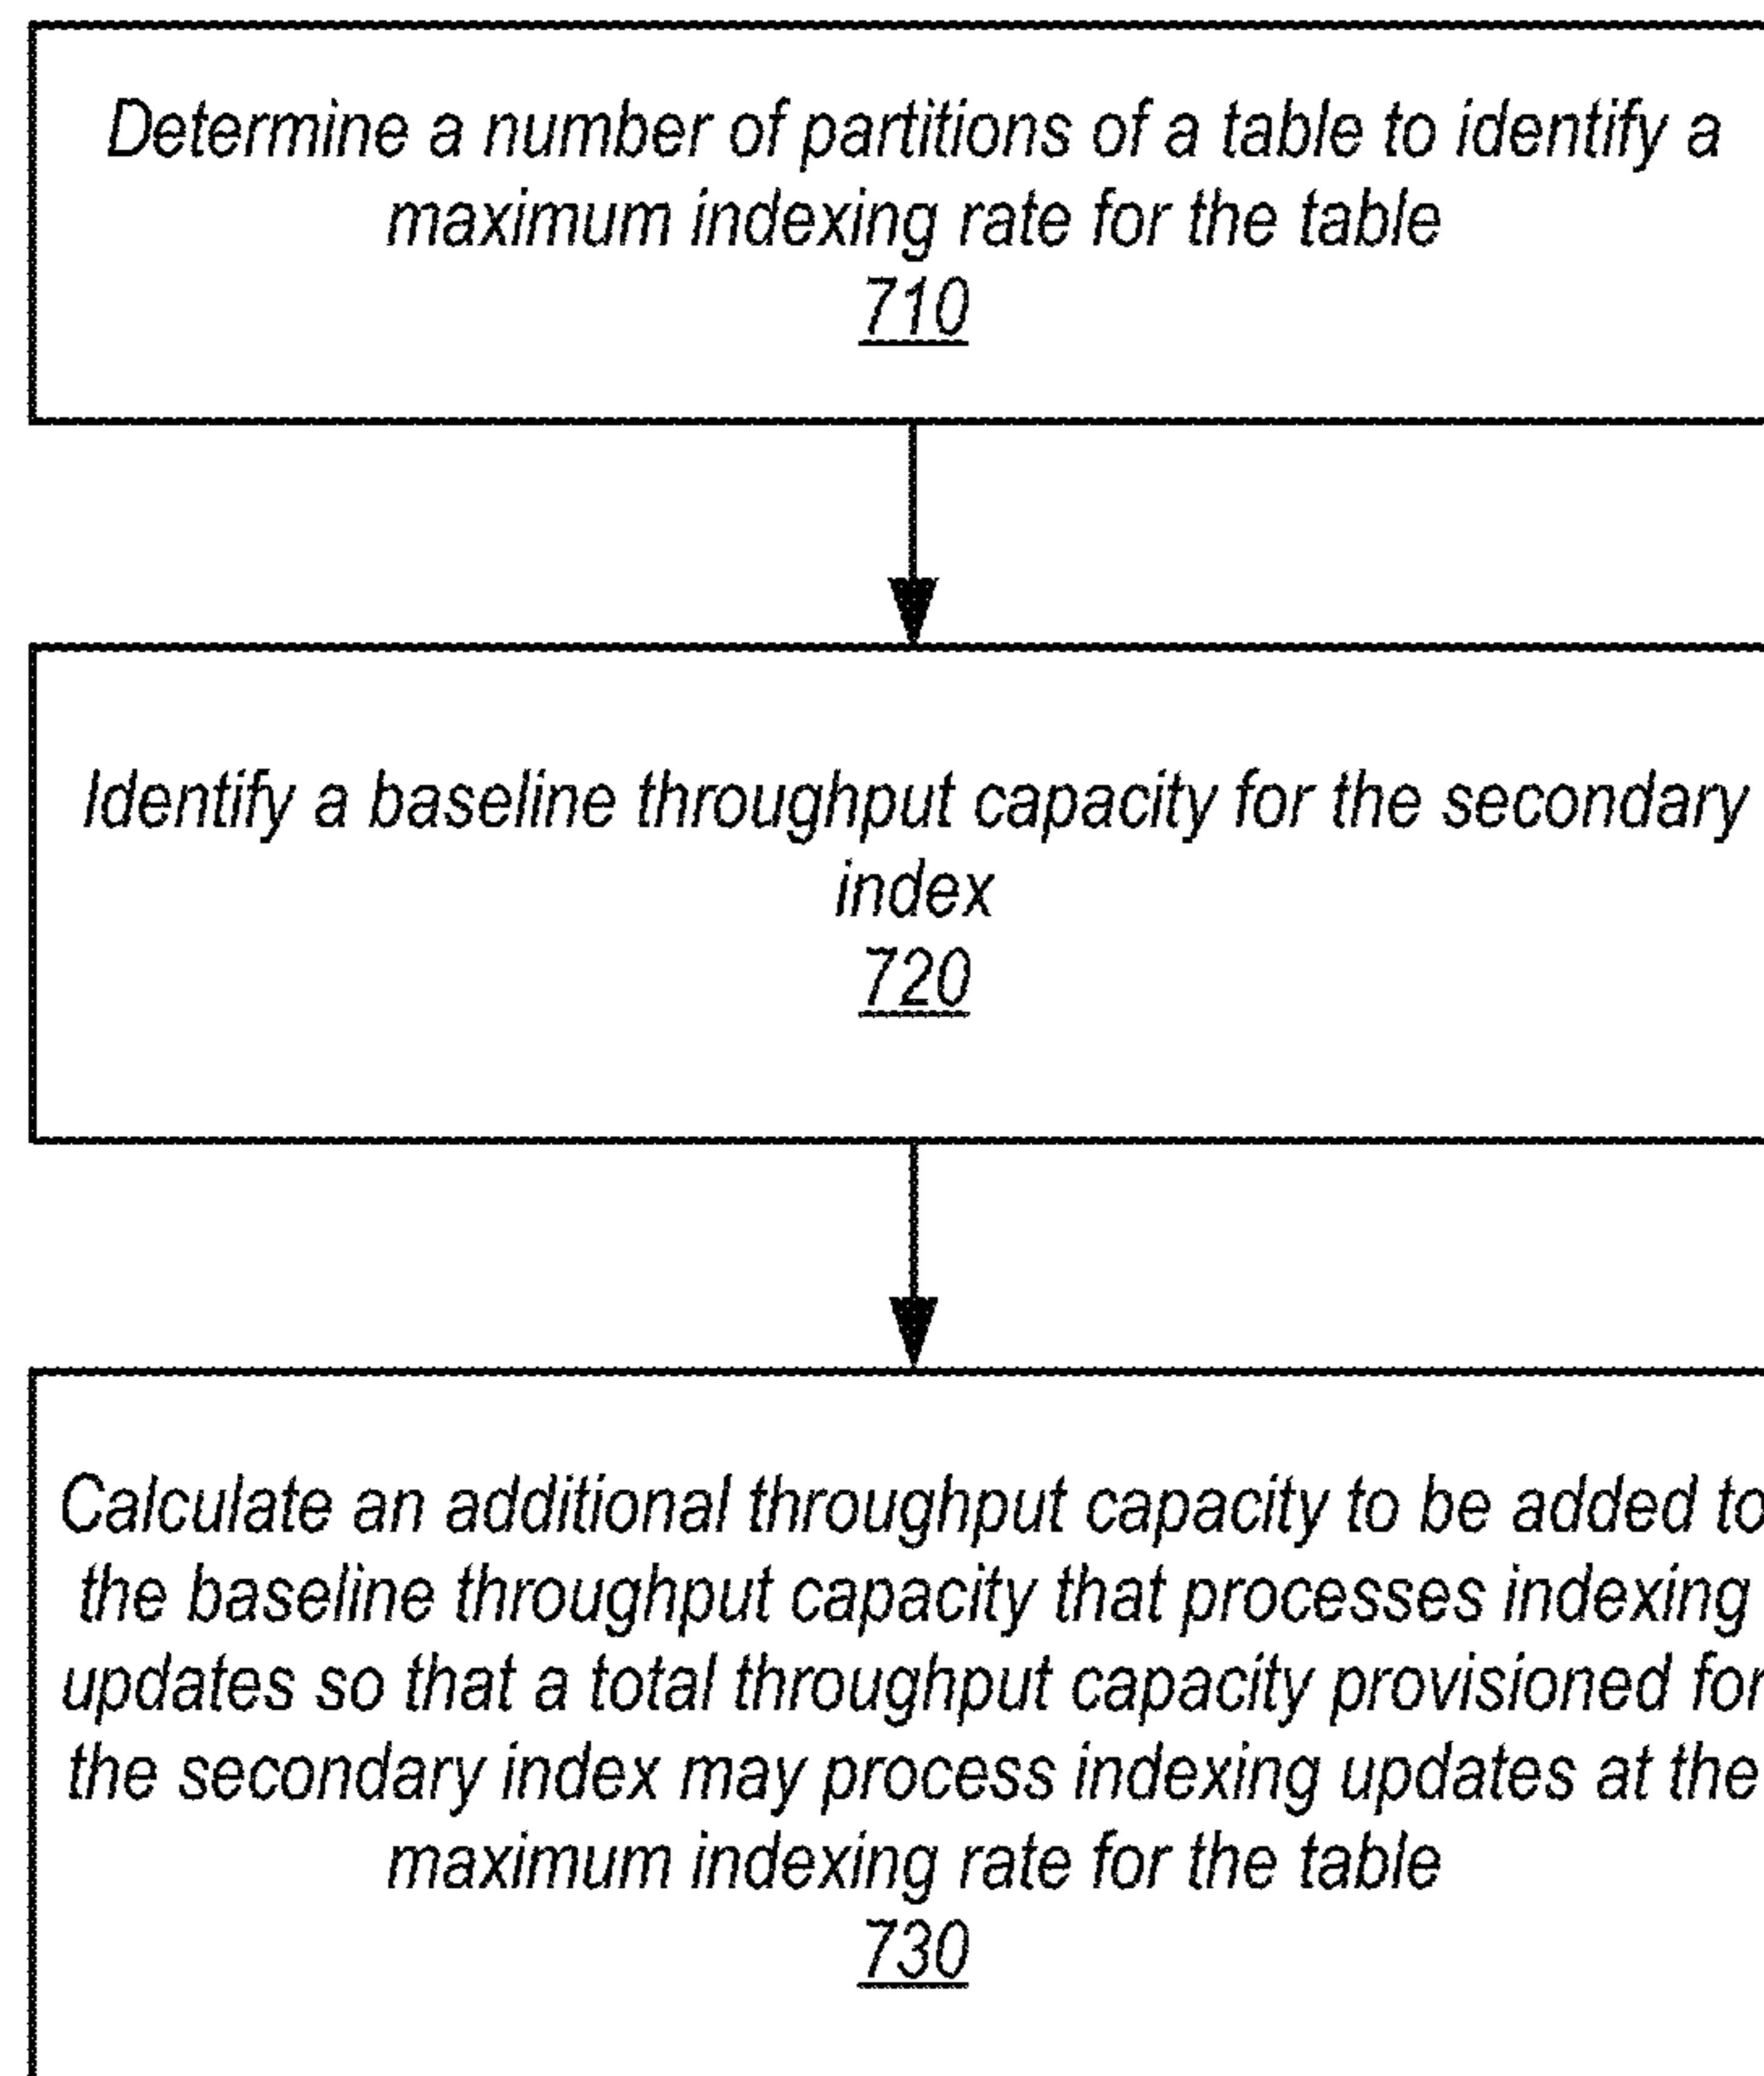 Determine a number of partitions of a table to identify a
maximum indexing rate for the table
710
Identify a baseline throughput capacity for the secondary
index
720
Calculate an additional throughput capacity to be added to
the baseline throughput capacity that processes indexing
updates so that a total throughput capacity provisioned for
the secondary index may process indexing updates at the
maximum indexing rate for the table
730